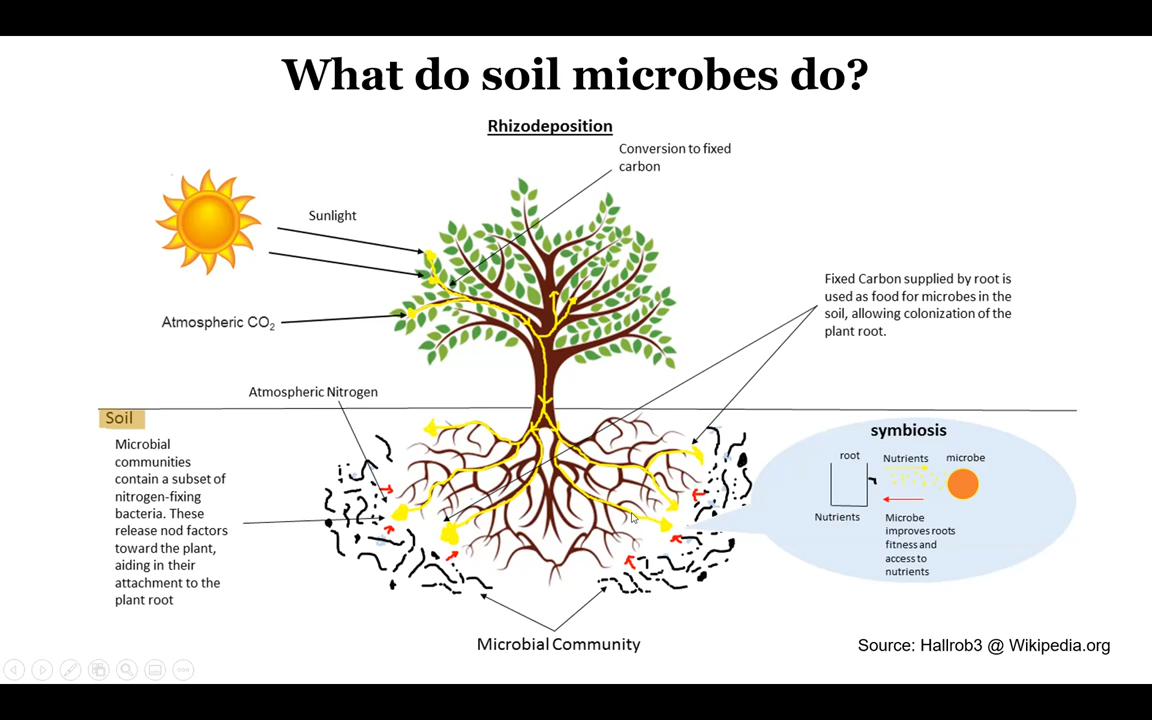 What do soil microbes do?
Rhizodeposition
Conversion to fixed
carbon
Sunlight
Atmospheric CO₂
Fixed Carbon supplied by root is
used as food for microbes in the
soil, allowing colonization of the
plant root.
Atmospheric Nitrogen
Soil
Microbial
communities
contain a subset of
nitrogen-fixing
bacteria. These
release nod factors
toward the plant,
aiding in their
attachment to the
plant root
symbiosis
root
Nutrients
microbe
Nutrients
Microbe
improves roots
fitness and
access to
nutrients
Microbial Community
Source: Hallrob3 @ Wikipedia.org